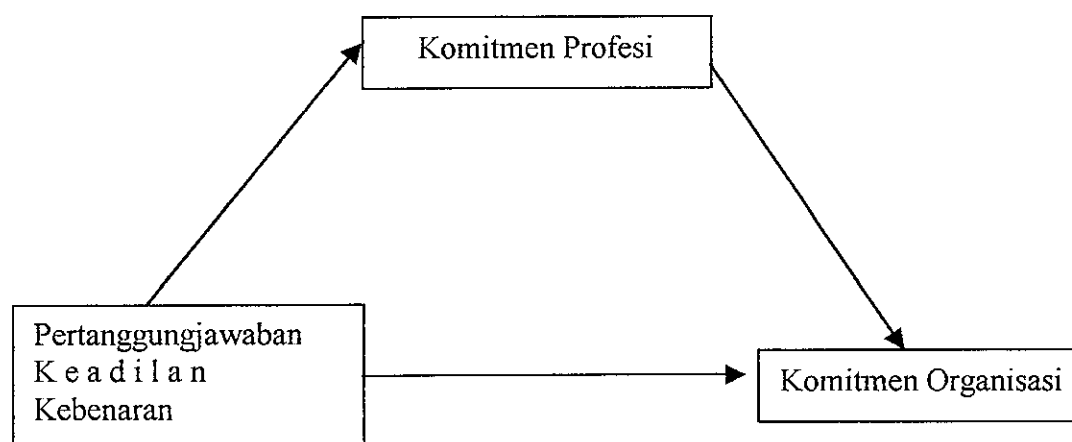 Komitmen Profesi
Pertanggungjawaban
K e a d i l a n
Kebenaran
Komitmen Organisasi